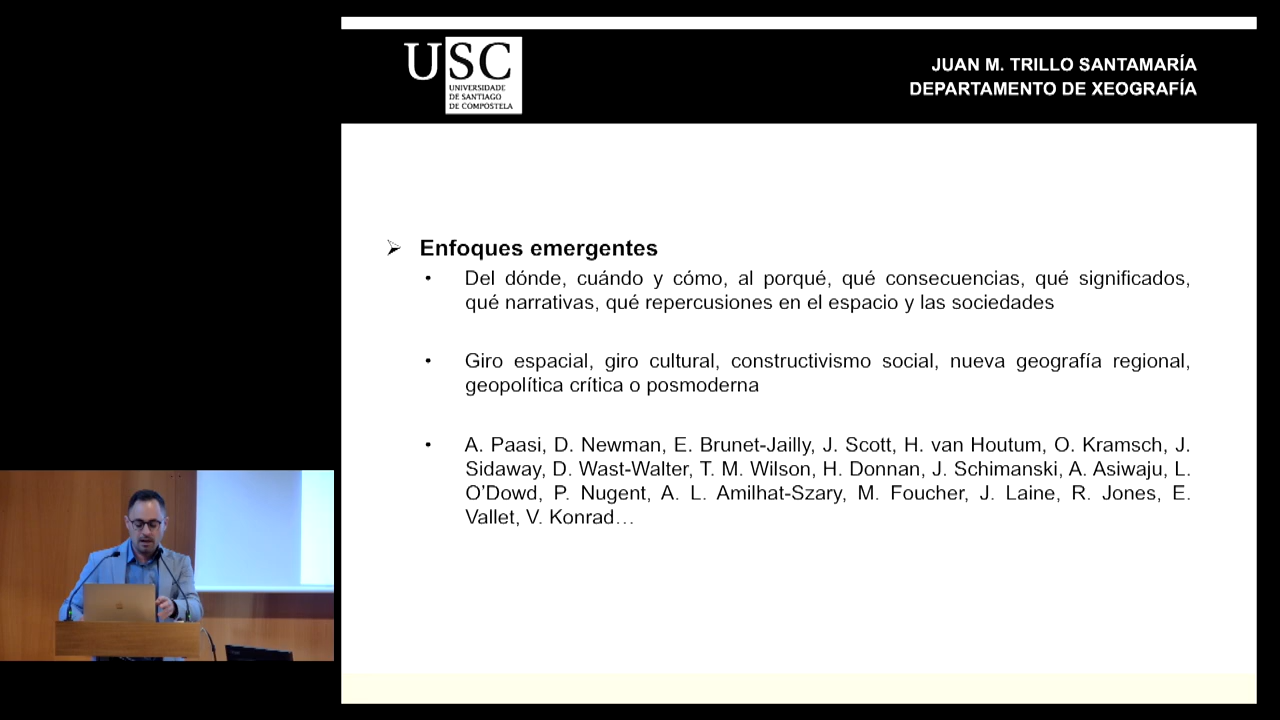 USC
UNIVERSIDADE
DE SANTIAGO
DE COMPOSTELA
JUAN M. TRILLO SANTAMARÍA
DEPARTAMENTO DE XEOGRAFÍA
➢ Enfoques emergentes
• Del dónde, cuándo y cómo, al porqué, qué consecuencias, qué significados,
qué narrativas, qué repercusiones en el espacio y las sociedades
• Giro espacial, giro cultural, constructivismo social, nueva geografía regional,
geopolítica crítica o posmoderna
• A. Paasi, D. Newman, E. Brunet-Jailly, J. Scott, H. van Houtum, O. Kramsch, J.
Sidaway, D. Wast-Walter, T. M. Wilson, H. Donnan, J. Schimanski, A. Asiwaju, L.
O’Dowd, P. Nugent, A. L. Amilhat-Szary, M. Foucher, J. Laine, R. Jones, E.
Vallet, V. Konrad…